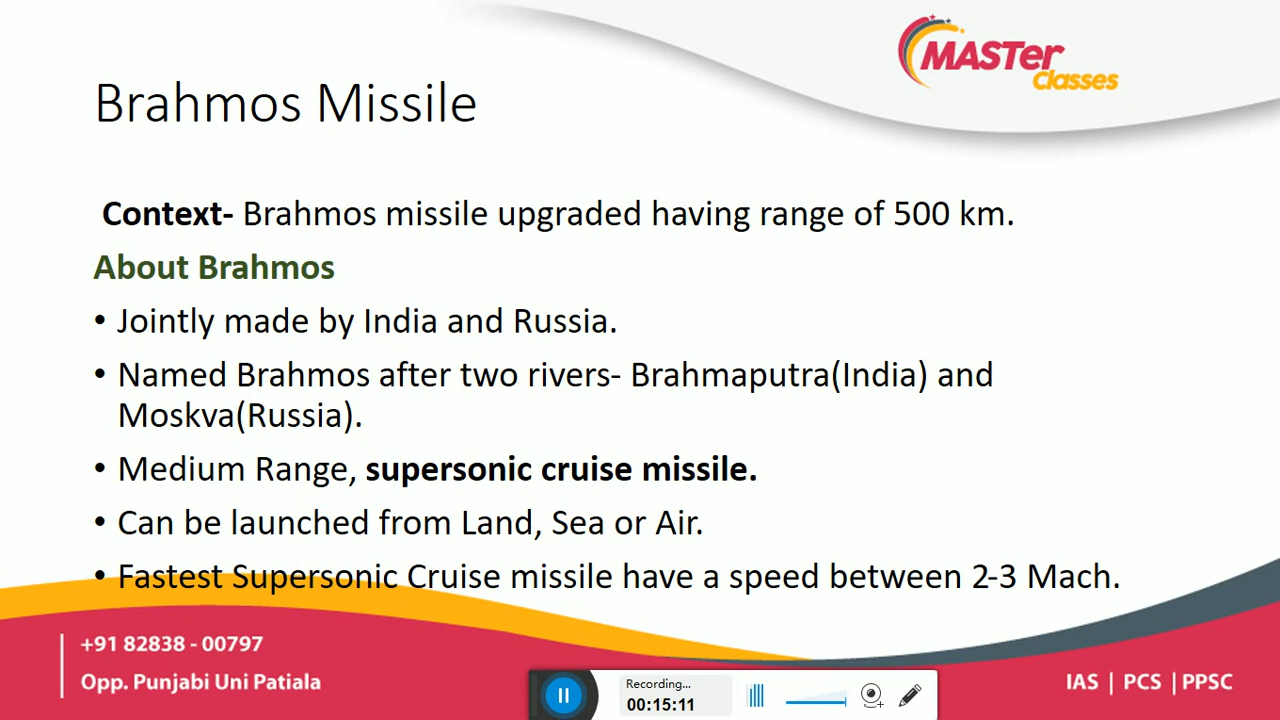 MASTer
Classes
Brahmos Missile
Context- Brahmos missile upgraded having range of 500 km.
About Brahmos
• Jointly made by India and Russia.
• Named Brahmos after two rivers- Brahmaputra(India) and
Moskva(Russia).
• Medium Range, supersonic cruise missile.
• Can be launched from Land, Sea or Air.
• Fastest Supersonic Cruise missile have a speed between 2-3 Mach.
+91 82838 - 00797
Opp. Punjabi Uni Patiala
Recording...
00:15:11
IAS | PCS | PPSC